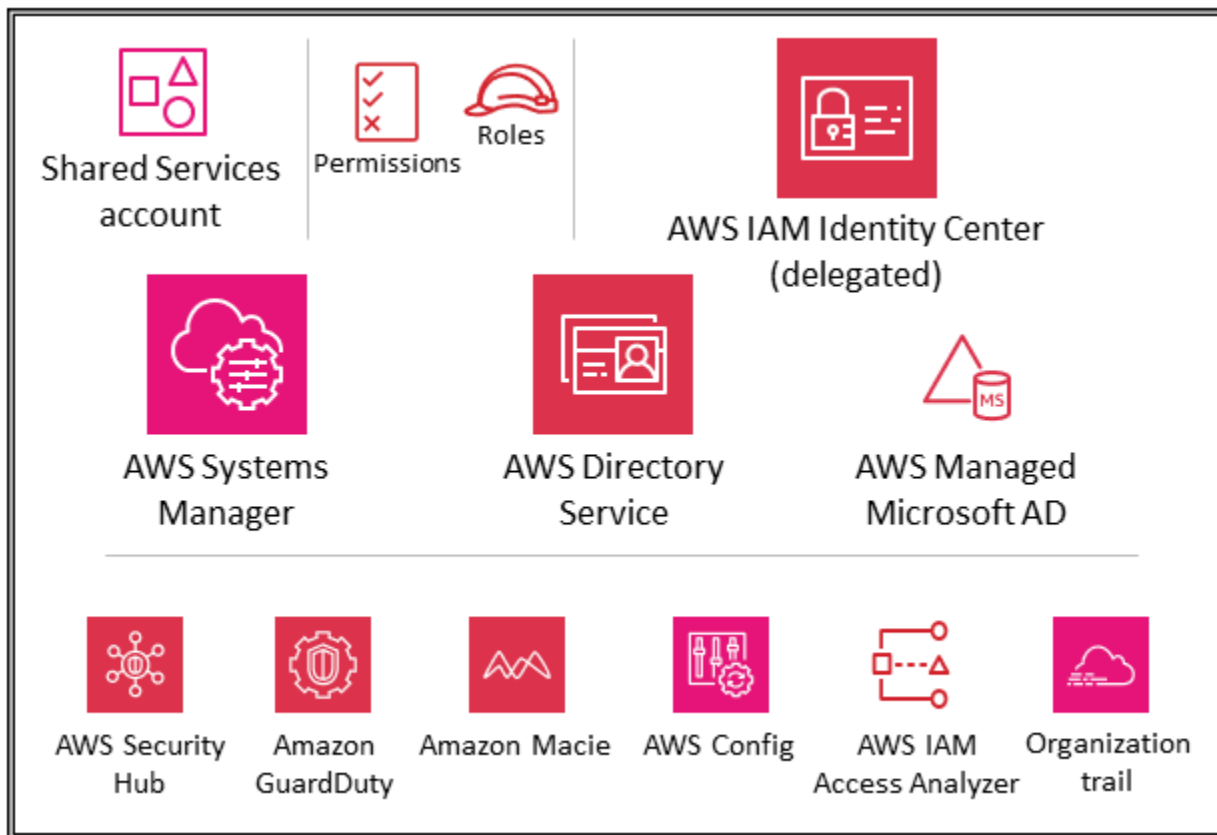 Shared Services
account
Permissions
Roles
AWS IAM Identity Center
(delegated)
AWS Systems
Manager
AWS Directory
Service
MS
AWS Managed
Microsoft AD
AWS Security
Hub
Amazon
GuardDuty
Amazon Macie
AWS Config
AWS IAM
Access Analyzer
Organization
trail